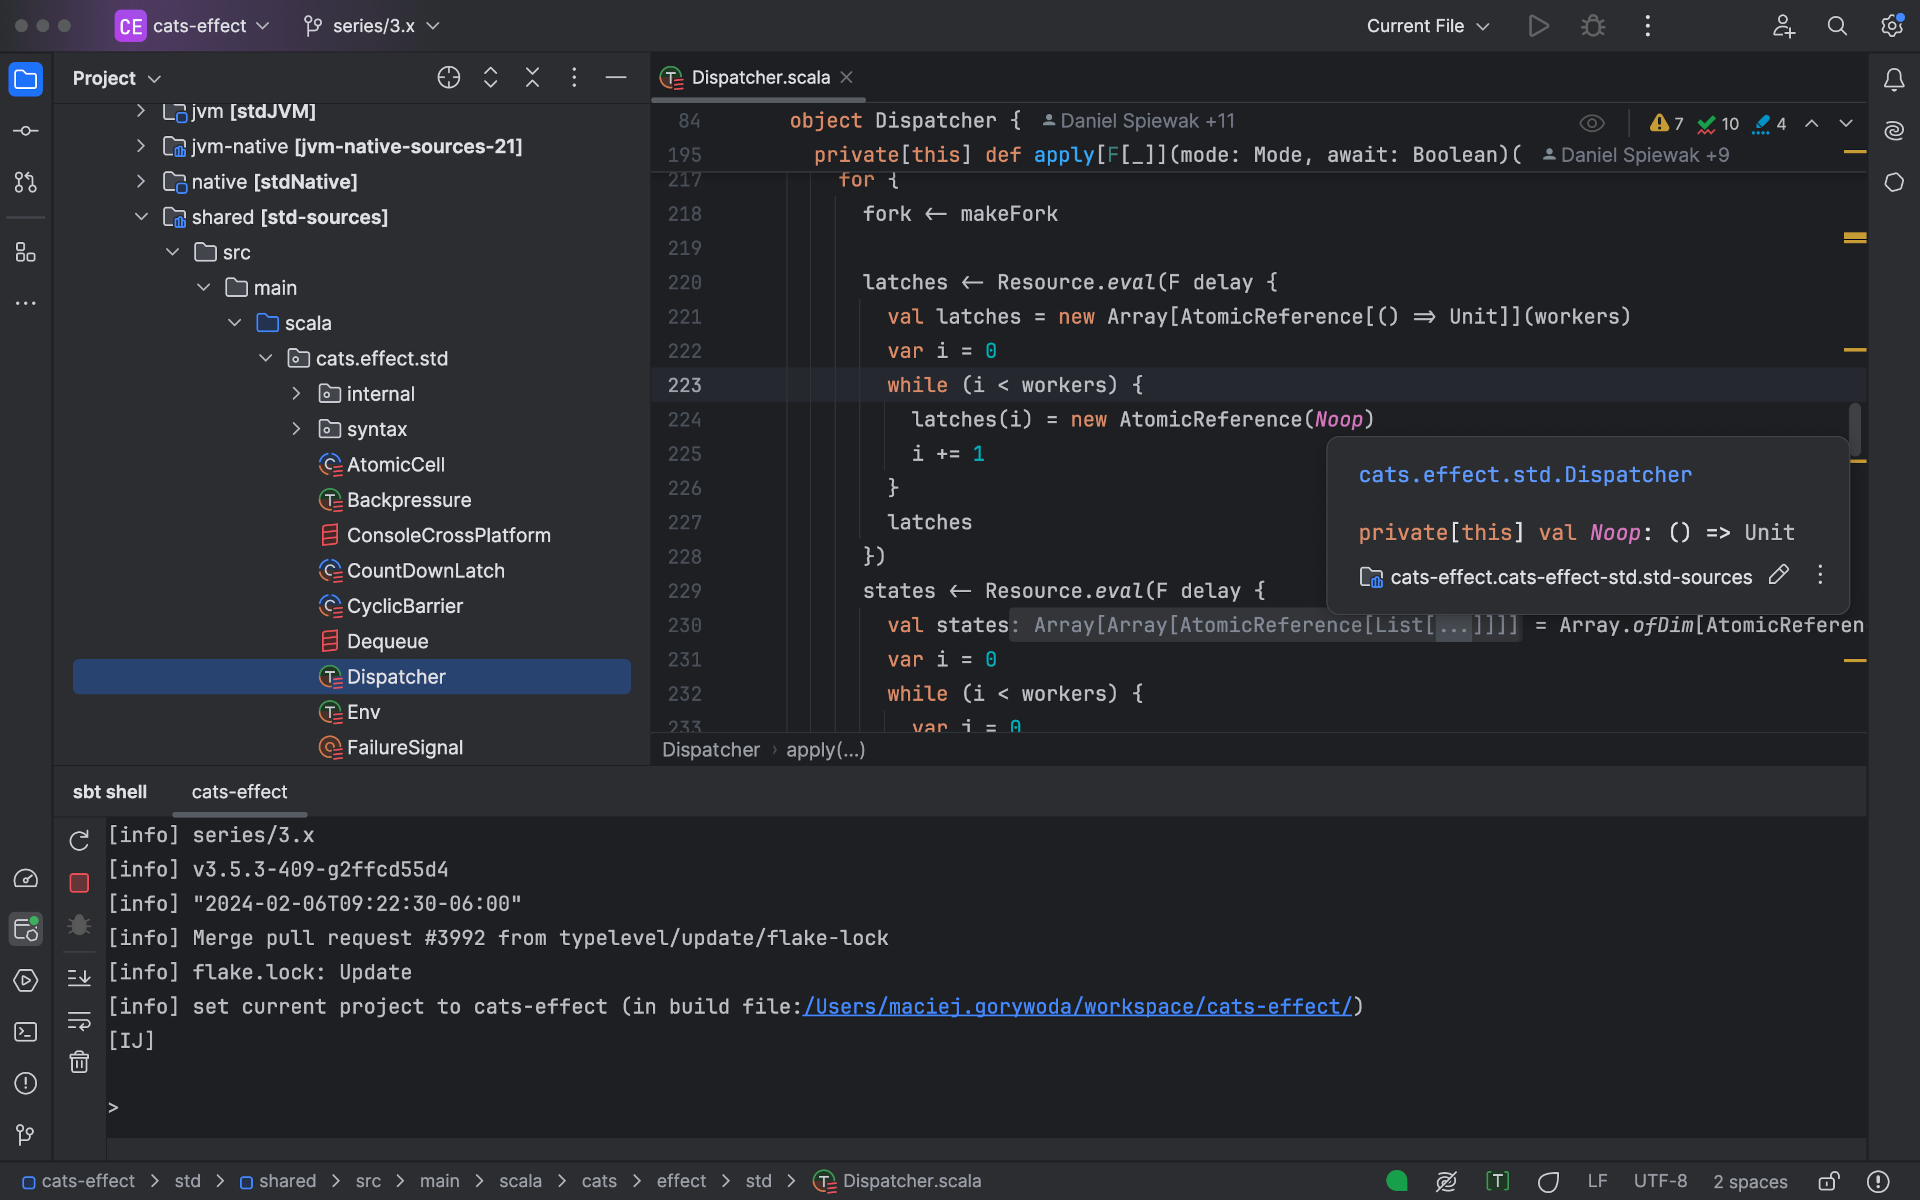 CE cats-effect series/3.x Current File
Project
jvm [stdJVM]
jvm-native [jvm-native-sources-21]
native [stdNative]
shared [std-sources]
src
main
scala
cats.effect.std
internal
syntax
AtomicCell
Backpressure
ConsoleCrossPlatform
CountDownLatch
CyclicBarrier
Dequeue
Dispatcher
Env
FailureSignal
Dispatcher.scala
84 object Dispatcher { Daniel Spiewak +11
7 10 4
195 private[this] def apply[F[_]](mode: Mode, await: Boolean)( Daniel Spiewak +9
217 for {
218 fork ← makeFork
219
220 latches ← Resource.eval(F delay {
221 val latches = new Array[AtomicReference[() ⇒ Unit]](workers)
222 var i = 0
223 while (i < workers) {
224 latches(i) = new AtomicReference(Noop)
225 i += 1
226 }
227 latches
228 })
229 states ← Resource.eval(F delay {
230 val states: Array[Array[AtomicReference[List[...]]]] = Array.ofDim[AtomicReferen
231 var i = 0
232 while (i < workers) {
233 var j = 0
cats.effect.std.Dispatcher
private[this] val Noop: () => Unit
cats-effect.cats-effect-std.std-sources
Dispatcher › apply(...)
sbt shell cats-effect
[info] series/3.x
[info] v3.5.3-409-g2ffcd55d4
[info] "2024-02-06T09:22:30-06:00"
[info] Merge pull request #3992 from typelevel/update/flake-lock
[info] flake.lock: Update
[info] set current project to cats-effect (in build file:/Users/maciej.gorywoda/workspace/cats-effect/)
[IJ]
>
cats-effect > std > shared > src > main > scala > cats > effect > std > Dispatcher.scala
[T] LF UTF-8 2 spaces